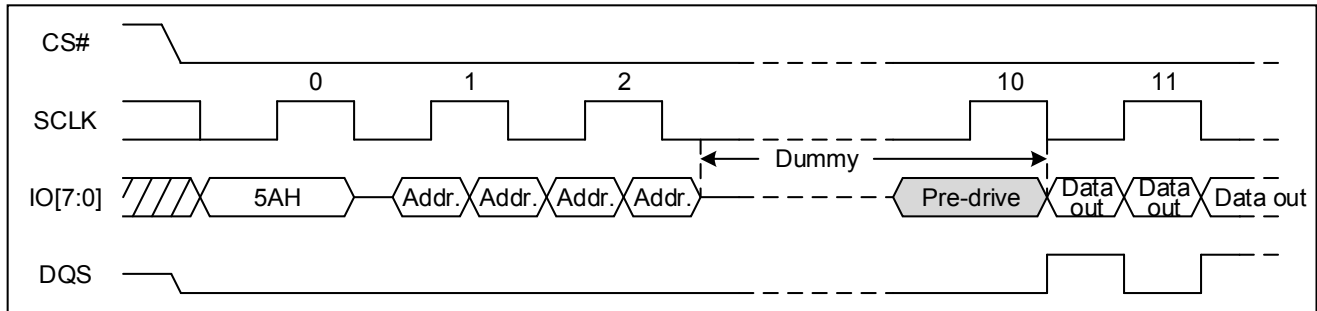 CS#
0 1 2 10 11
SCLK
Dummy
IO[7:0] 5AH Addr. Addr. Addr. Addr. Pre-drive Data out Data out Data out
DQS